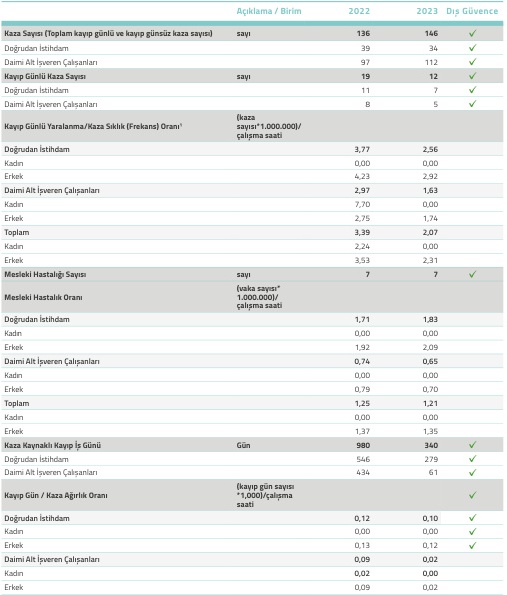 Açıklama / Birim 2022 2023 Dış Güvence
Kaza Sayısı (Toplam kayıp günlü ve kayıp günsüz kaza sayısı) sayı 136 146 ✓
Doğrudan İstihdam 39 34 ✓
Daimi Alt İşveren Çalışanları 97 112 ✓
Kayıp Günlü Kaza Sayısı sayı 19 12 ✓
Doğrudan İstihdam 11 7 ✓
Daimi Alt İşveren Çalışanları 8 5 ✓
Kayıp Günlü Yaralanma/Kaza Sıklık (Frekans) Oranı¹ (kaza
sayısı*1.000.000)/
çalışma saati
Doğrudan İstihdam 3,77 2,56
Kadın 0,00 0,00
Erkek 4,23 2,92
Daimi Alt İşveren Çalışanları 2,97 1,63
Kadın 7,70 0,00
Erkek 2,75 1,74
Toplam 3,39 2,07
Kadın 2,24 0,00
Erkek 3,53 2,31
Mesleki Hastalığı Sayısı sayı 7 7 ✓
Mesleki Hastalık Oranı (vaka sayısı*
1.000.000)/
çalışma saati
Doğrudan İstihdam 1,71 1,83
Kadın 0,00 0,00
Erkek 1,92 2,09
Daimi Alt İşveren Çalışanları 0,74 0,65
Kadın 0,00 0,00
Erkek 0,79 0,70
Toplam 1,25 1,21
Kadın 0,00 0,00
Erkek 1,37 1,35
Kaza Kaynaklı Kayıp İş Günü Gün 980 340 ✓
Doğrudan İstihdam 546 279 ✓
Daimi Alt İşveren Çalışanları 434 61 ✓
Kayıp Gün / Kaza Ağırlık Oranı (kayıp gün sayısı
*1,000)/çalışma
saati ✓
Doğrudan İstihdam 0,12 0,10 ✓
Kadın 0,00 0,00 ✓
Erkek 0,13 0,12 ✓
Daimi Alt İşveren Çalışanları 0,09 0,02
Kadın 0,02 0,00
Erkek 0,09 0,02